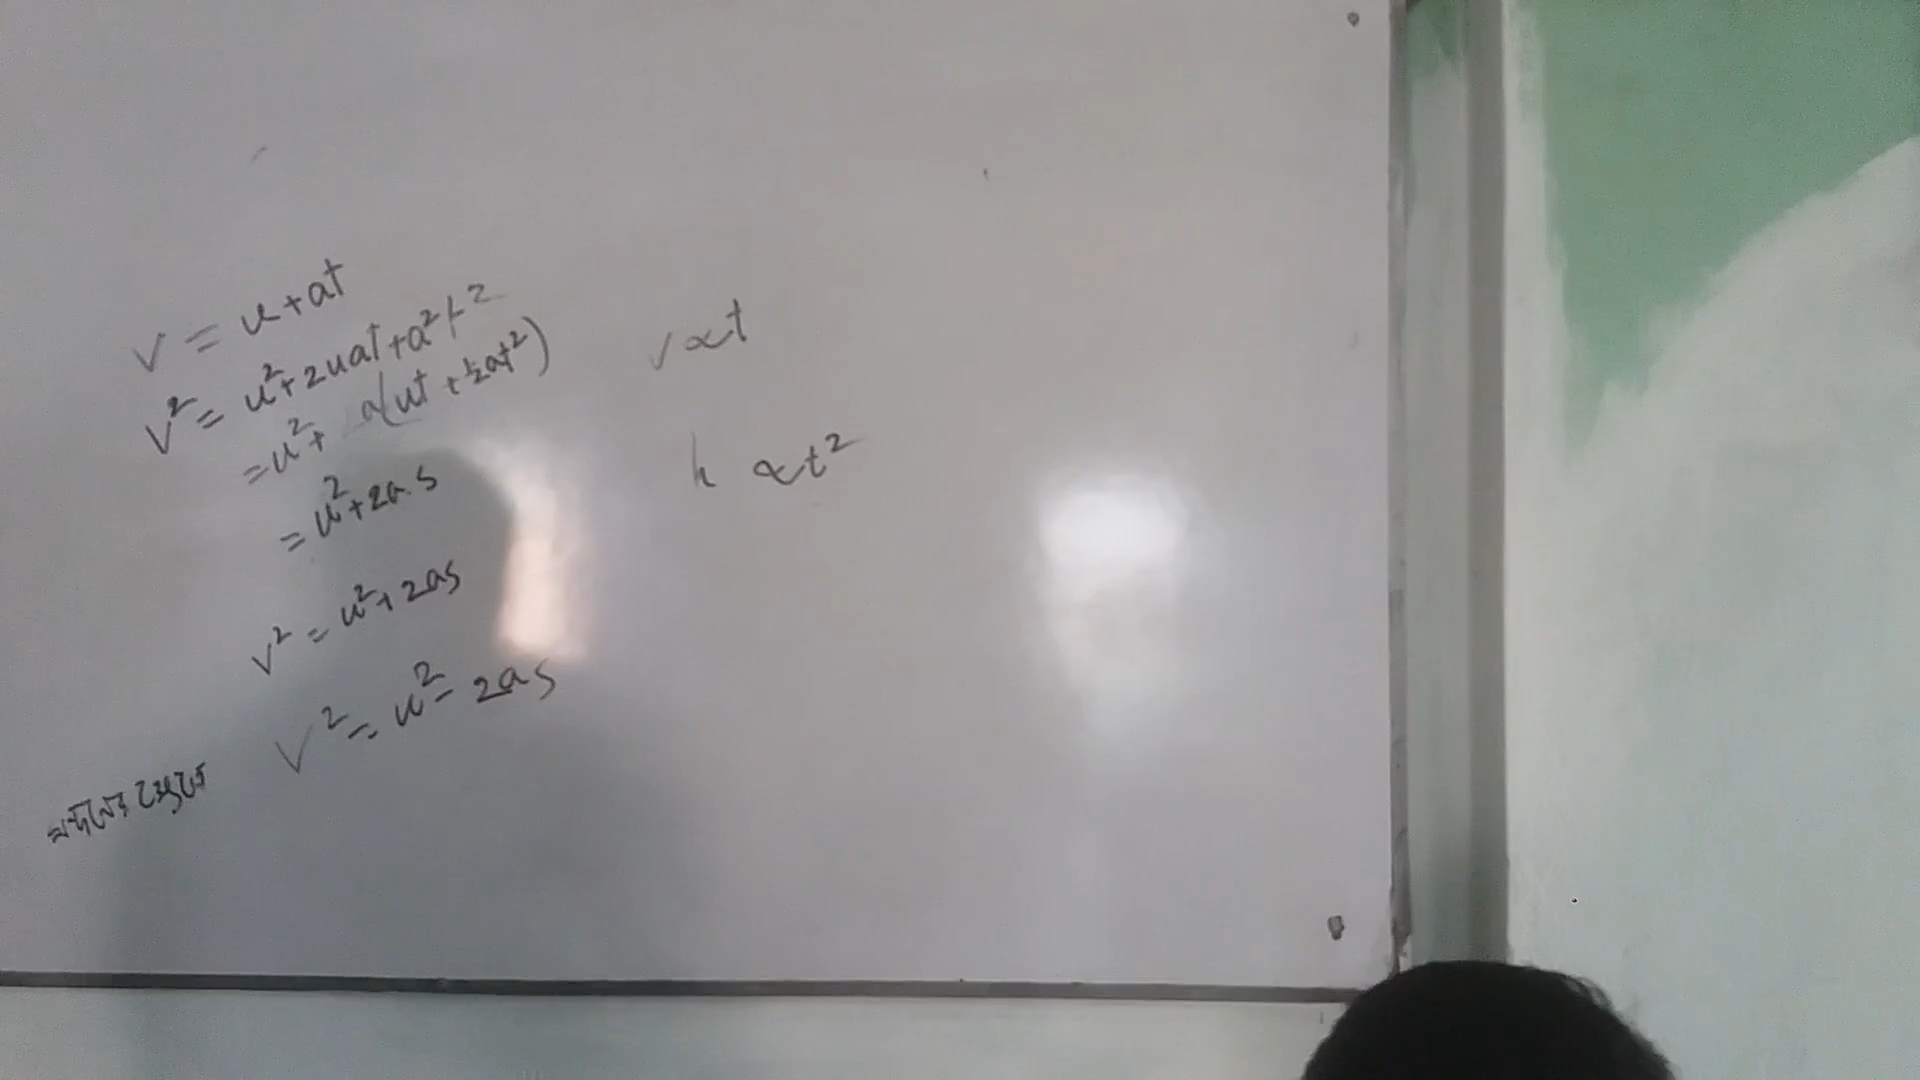 v = u+at
v² = u²+2uat+a²t²
= u²+ a(ut +½at²)
= u²+2a.s
v² = u²+2as
v² = u²-2as
v∝t
h ∝t²